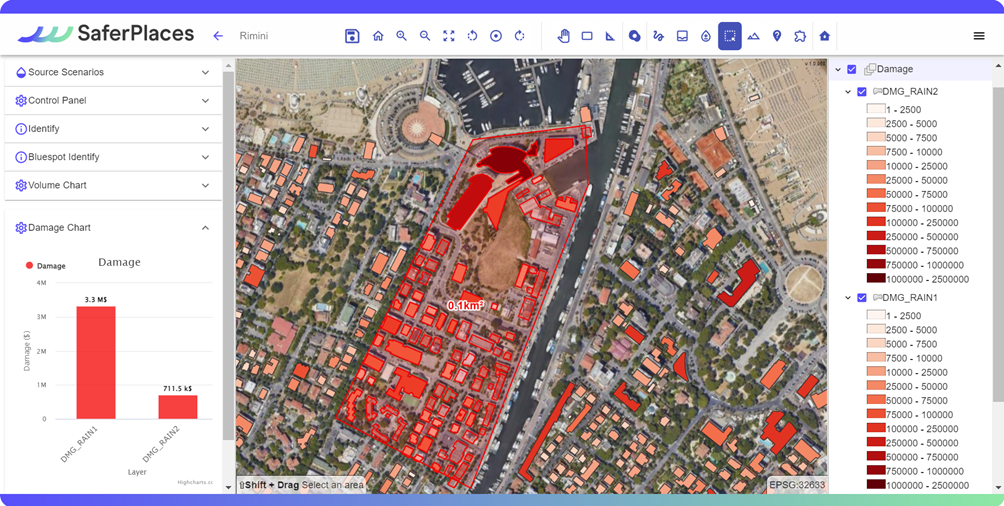 SaferPlaces
Rimini
Source Scenarios
Control Panel
Identify
Bluespot Identify
Volume Chart
Damage Chart
Damage
Damage
4M
3M
2M
1M
0
Damage ($)
3.3 M$
711.5 k$
DMG_RAIN1
DMG_RAIN2
Layer
Highcharts.cc
0.1km²
⇧Shift + Drag Select an area
EPSG:32633
Damage
DMG_RAIN2
1 - 2500
2500 - 5000
5000 - 7500
7500 - 10000
10000 - 25000
25000 - 50000
50000 - 75000
75000 - 100000
100000 - 250000
250000 - 500000
500000 - 750000
750000 - 1000000
1000000 - 2500000
DMG_RAIN1
1 - 2500
2500 - 5000
5000 - 7500
7500 - 10000
10000 - 25000
25000 - 50000
50000 - 75000
75000 - 100000
100000 - 250000
250000 - 500000
500000 - 750000
750000 - 1000000
1000000 - 2500000